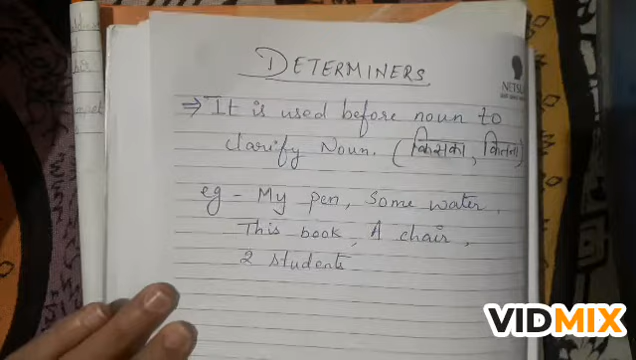 DETERMINERS
⇒ It is used before noun to
clarify Noun. (किसका, कितना)
eg - My pen, Some water,
This book, A chair,
2 students
VIDMIX